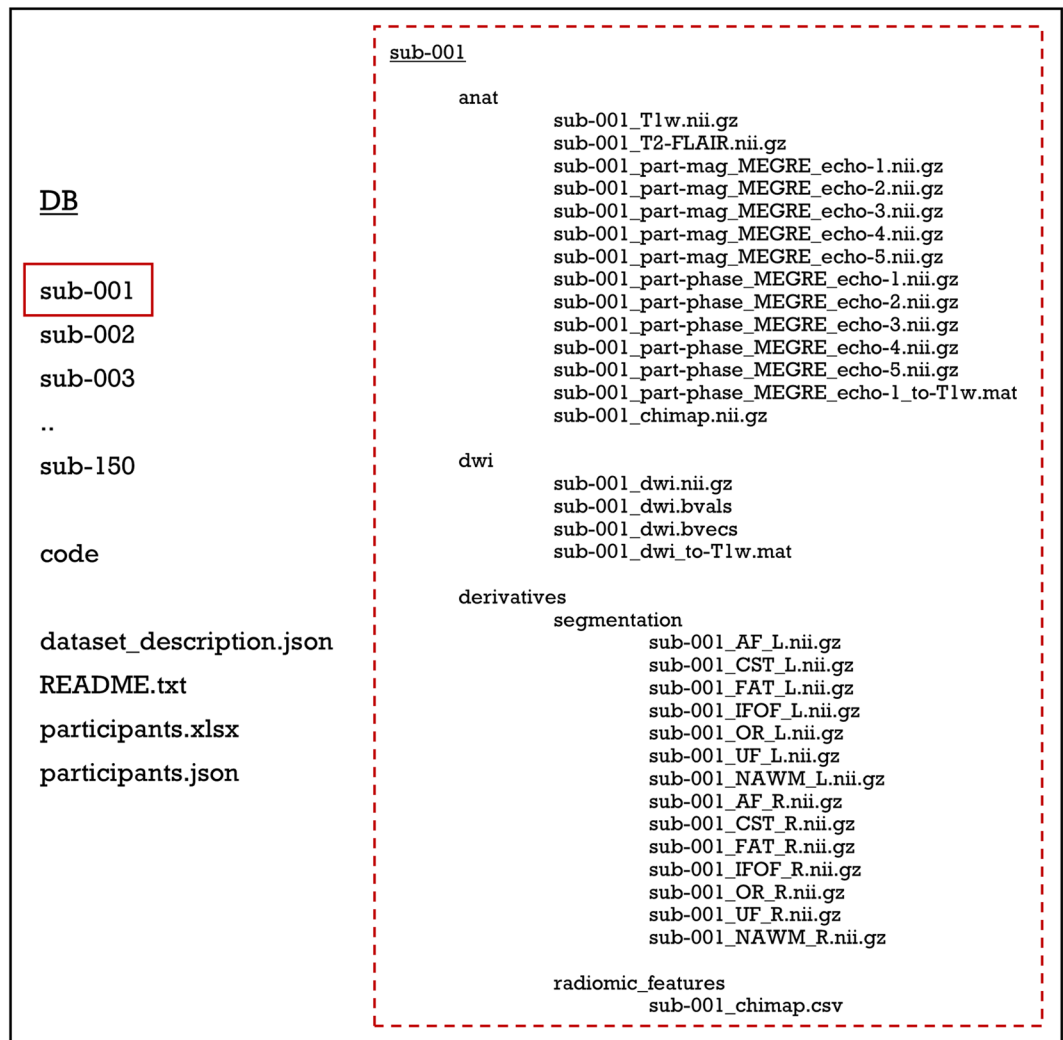 DB
sub-001
sub-002
sub-003
..
sub-150
code
dataset_description.json
README.txt
participants.xlsx
participants.json
sub-001
anat
sub-001_T1w.nii.gz
sub-001_T2-FLAIR.nii.gz
sub-001_part-mag_MEGRE_echo-1.nii.gz
sub-001_part-mag_MEGRE_echo-2.nii.gz
sub-001_part-mag_MEGRE_echo-3.nii.gz
sub-001_part-mag_MEGRE_echo-4.nii.gz
sub-001_part-mag_MEGRE_echo-5.nii.gz
sub-001_part-phase_MEGRE_echo-1.nii.gz
sub-001_part-phase_MEGRE_echo-2.nii.gz
sub-001_part-phase_MEGRE_echo-3.nii.gz
sub-001_part-phase_MEGRE_echo-4.nii.gz
sub-001_part-phase_MEGRE_echo-5.nii.gz
sub-001_part-phase_MEGRE_echo-1_to-T1w.mat
sub-001_chimap.nii.gz
dwi
sub-001_dwi.nii.gz
sub-001_dwi.bvals
sub-001_dwi.bvecs
sub-001_dwi_to-T1w.mat
derivatives
segmentation
sub-001_AF_L.nii.gz
sub-001_CST_L.nii.gz
sub-001_FAT_L.nii.gz
sub-001_IFOF_L.nii.gz
sub-001_OR_L.nii.gz
sub-001_UF_L.nii.gz
sub-001_NAWM_L.nii.gz
sub-001_AF_R.nii.gz
sub-001_CST_R.nii.gz
sub-001_FAT_R.nii.gz
sub-001_IFOF_R.nii.gz
sub-001_OR_R.nii.gz
sub-001_UF_R.nii.gz
sub-001_NAWM_R.nii.gz
radiomic_features
sub-001_chimap.csv